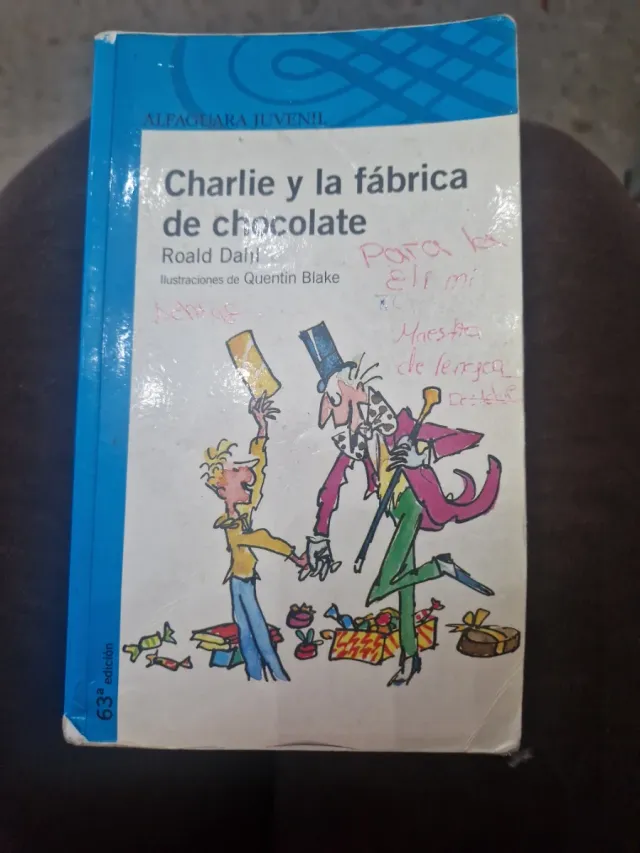 ALFAGUARA JUVENIL
Charlie y la fábrica
de chocolate
Roald Dahl
Ilustraciones de Quentin Blake
Para la
Eli mi
Maestra
de lengua
63ª edición